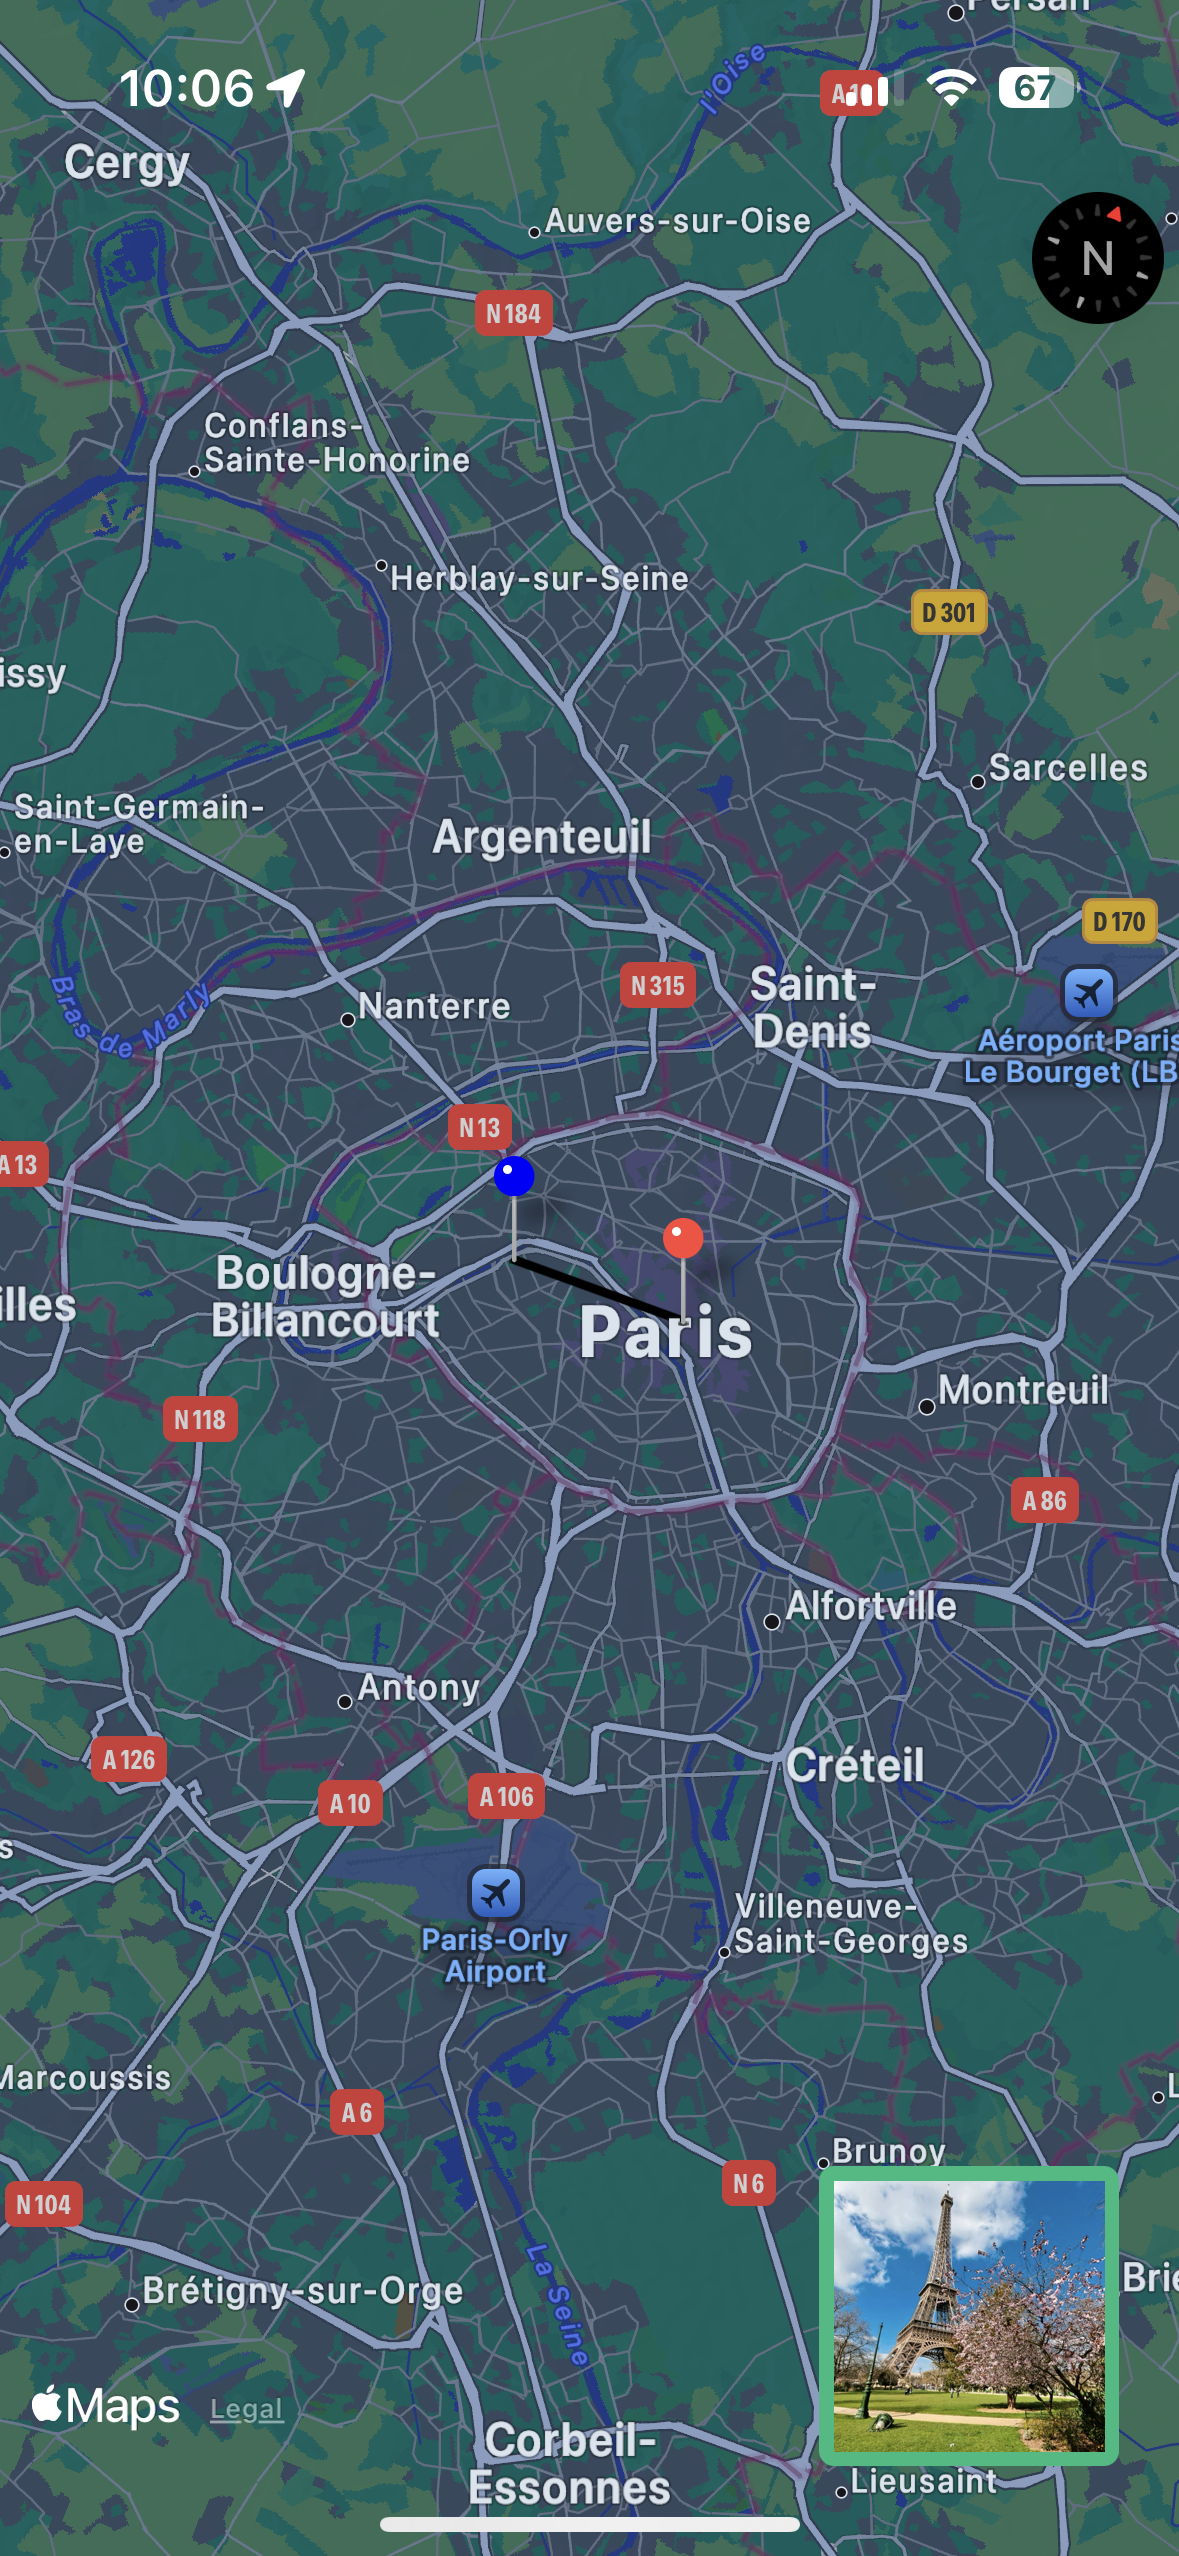 Persan
10:06
l'Oise
67
Cergy
Auvers-sur-Oise
N
N 184
Conflans-
Sainte-Honorine
Herblay-sur-Seine
D 301
Sarcelles
Saint-Germain-
en-Laye
Argenteuil
D 170
Saint-
Denis
N 315
Nanterre
Bras de Marly
Aéroport Paris
Le Bourget (LB
N 13
A 13
Boulogne-
Billancourt
Paris
Montreuil
N 118
A 86
Alfortville
Antony
A 126
Créteil
A 10
A 106
Villeneuve-
Saint-Georges
Paris-Orly
Airport
Marcoussis
A 6
Brunoy
N 6
N 104
La Seine
Brétigny-sur-Orge
Brie
Maps
Legal
Corbeil-
Essonnes
Lieusaint